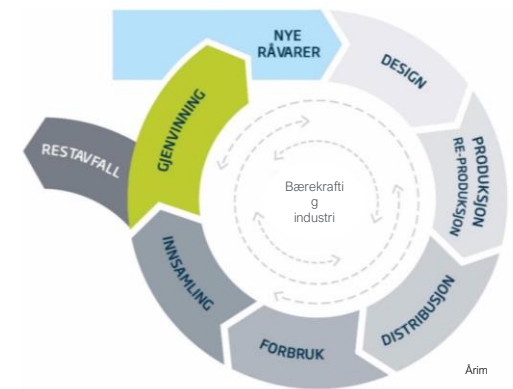 NYE
RÅVARER
DESIGN
PRODUKSJON
RE-PRODUKSJON
DISTRIBUSJON
FORBRUK
INNSAMLING
GJENVINNING
RESTAVFALL
Bærekrafti
g
industri
Årim